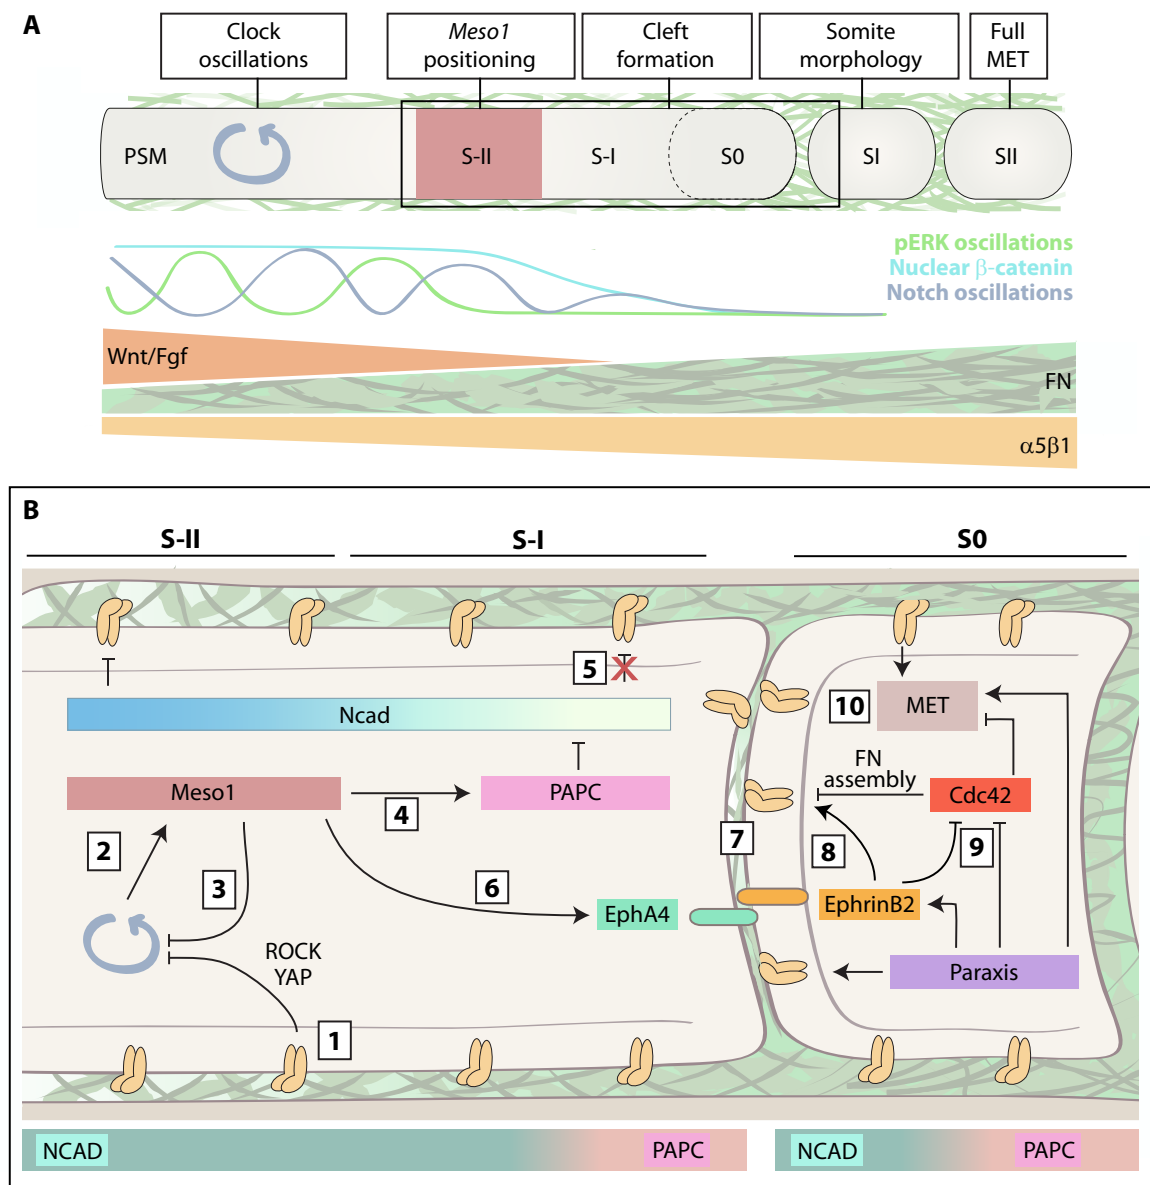 A
Clock
oscillations
Meso1
positioning
Cleft
formation
Somite
morphology
Full
MET
PSM
S-II
S-I
S0
SI
SII
pERK oscillations
Nuclear β-catenin
Notch oscillations
Wnt/Fgf
FN
α5β1
B
S-II
S-I
S0
5
10
MET
Ncad
FN
assembly
Meso1
4
PAPC
Cdc42
2
3
6
7
8
9
EphA4
EphrinB2
ROCK
YAP
Paraxis
1
NCAD
PAPC
NCAD
PAPC